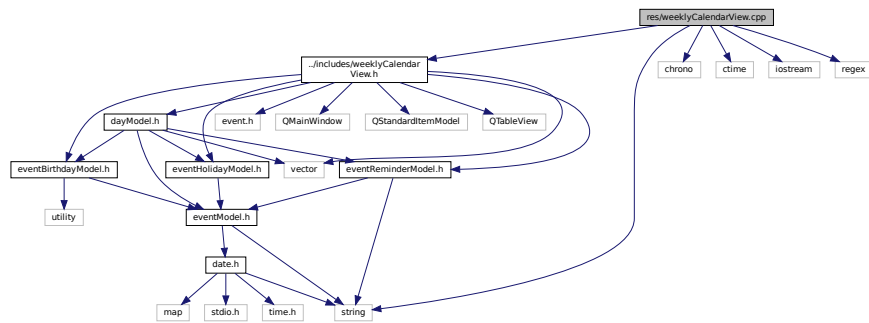 res/weeklyCalendarView.cpp
../includes/weeklyCalendar
View.h
chrono
ctime
iostream
regex
dayModel.h
event.h
QMainWindow
QStandardItemModel
QTableView
eventBirthdayModel.h
eventHolidayModel.h
vector
eventReminderModel.h
utility
eventModel.h
date.h
map
stdio.h
time.h
string